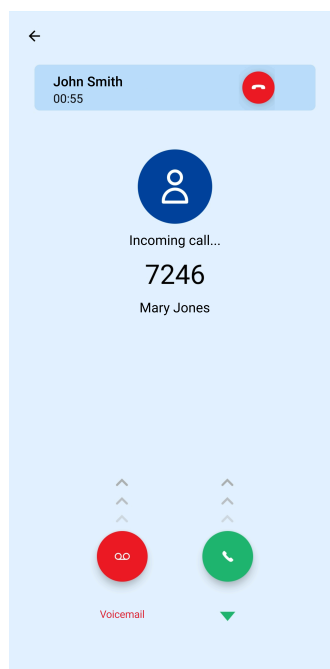 John Smith
00:55
Incoming call...
7246
Mary Jones
Voicemail